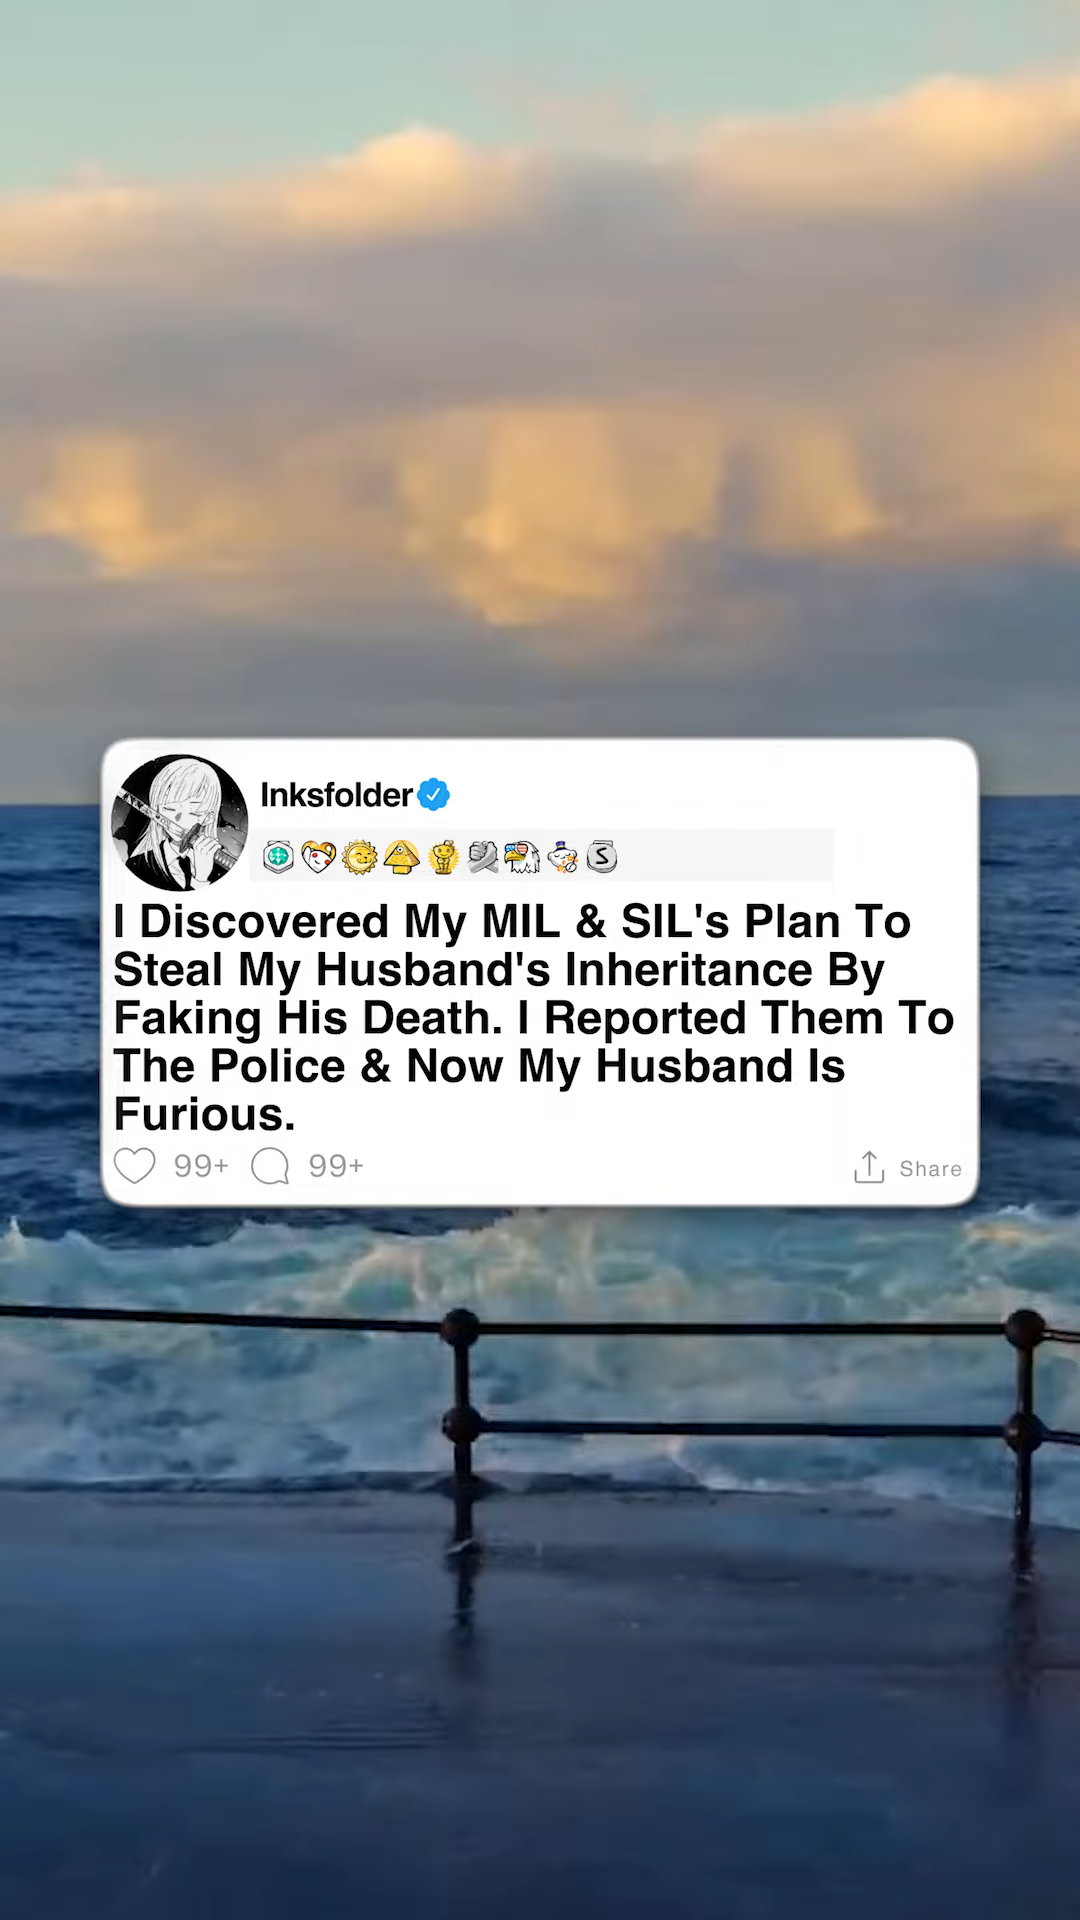 Inksfolder
S
I Discovered My MIL & SIL's Plan To
Steal My Husband's Inheritance By
Faking His Death. I Reported Them To
The Police & Now My Husband Is
Furious.
99+ 99+ Share